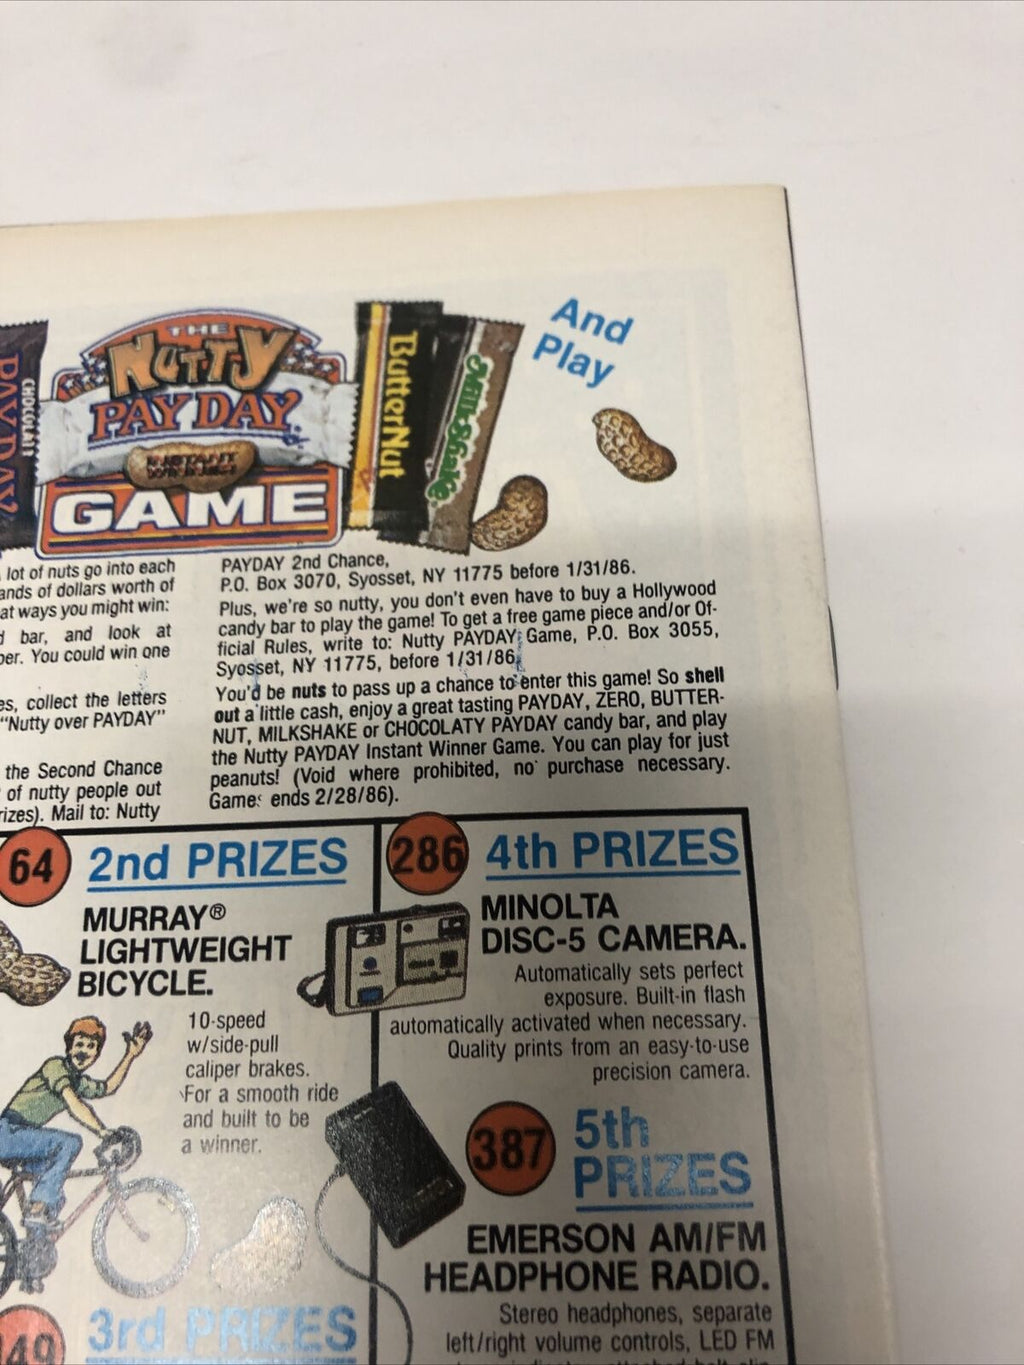 PAYDAY
CHOCOLATE
THE
NUTTY
PAYDAY®
INSTANT
WINNER
GAME
ButterNut
Milk Shake
And
Play
lot of nuts go into each
ands of dollars worth of
at ways you might win:
bar, and look at
per. You could win one
es, collect the letters
"Nutty over PAYDAY"
the Second Chance
of nutty people out
rizes). Mail to: Nutty
PAYDAY 2nd Chance,
P.O. Box 3070, Syosset, NY 11775 before 1/31/86.
Plus, we're so nutty, you don't even have to buy a Hollywood
candy bar to play the game! To get a free game piece and/or Of-
ficial Rules, write to: Nutty PAYDAY Game, P.O. Box 3055,
Syosset, NY 11775, before 1/31/86.
You'd be nuts to pass up a chance to enter this game! So shell
out a little cash, enjoy a great tasting PAYDAY, ZERO, BUTTER-
NUT, MILKSHAKE or CHOCOLATY PAYDAY candy bar, and play
the Nutty PAYDAY Instant Winner Game. You can play for just
peanuts! (Void where prohibited, no purchase necessary.
Game ends 2/28/86).
64 2nd PRIZES
MURRAY®
LIGHTWEIGHT
BICYCLE.
10-speed
w/side-pull
caliper brakes.
For a smooth ride
and built to be
a winner.
49 3rd PRIZES
286 4th PRIZES
MINOLTA
DISC-5 CAMERA.
Automatically sets perfect
exposure. Built-in flash
automatically activated when necessary.
Quality prints from an easy-to-use
precision camera.
387 5th
PRIZES
EMERSON AM/FM
HEADPHONE RADIO.
Stereo headphones, separate
left/right volume controls, LED FM